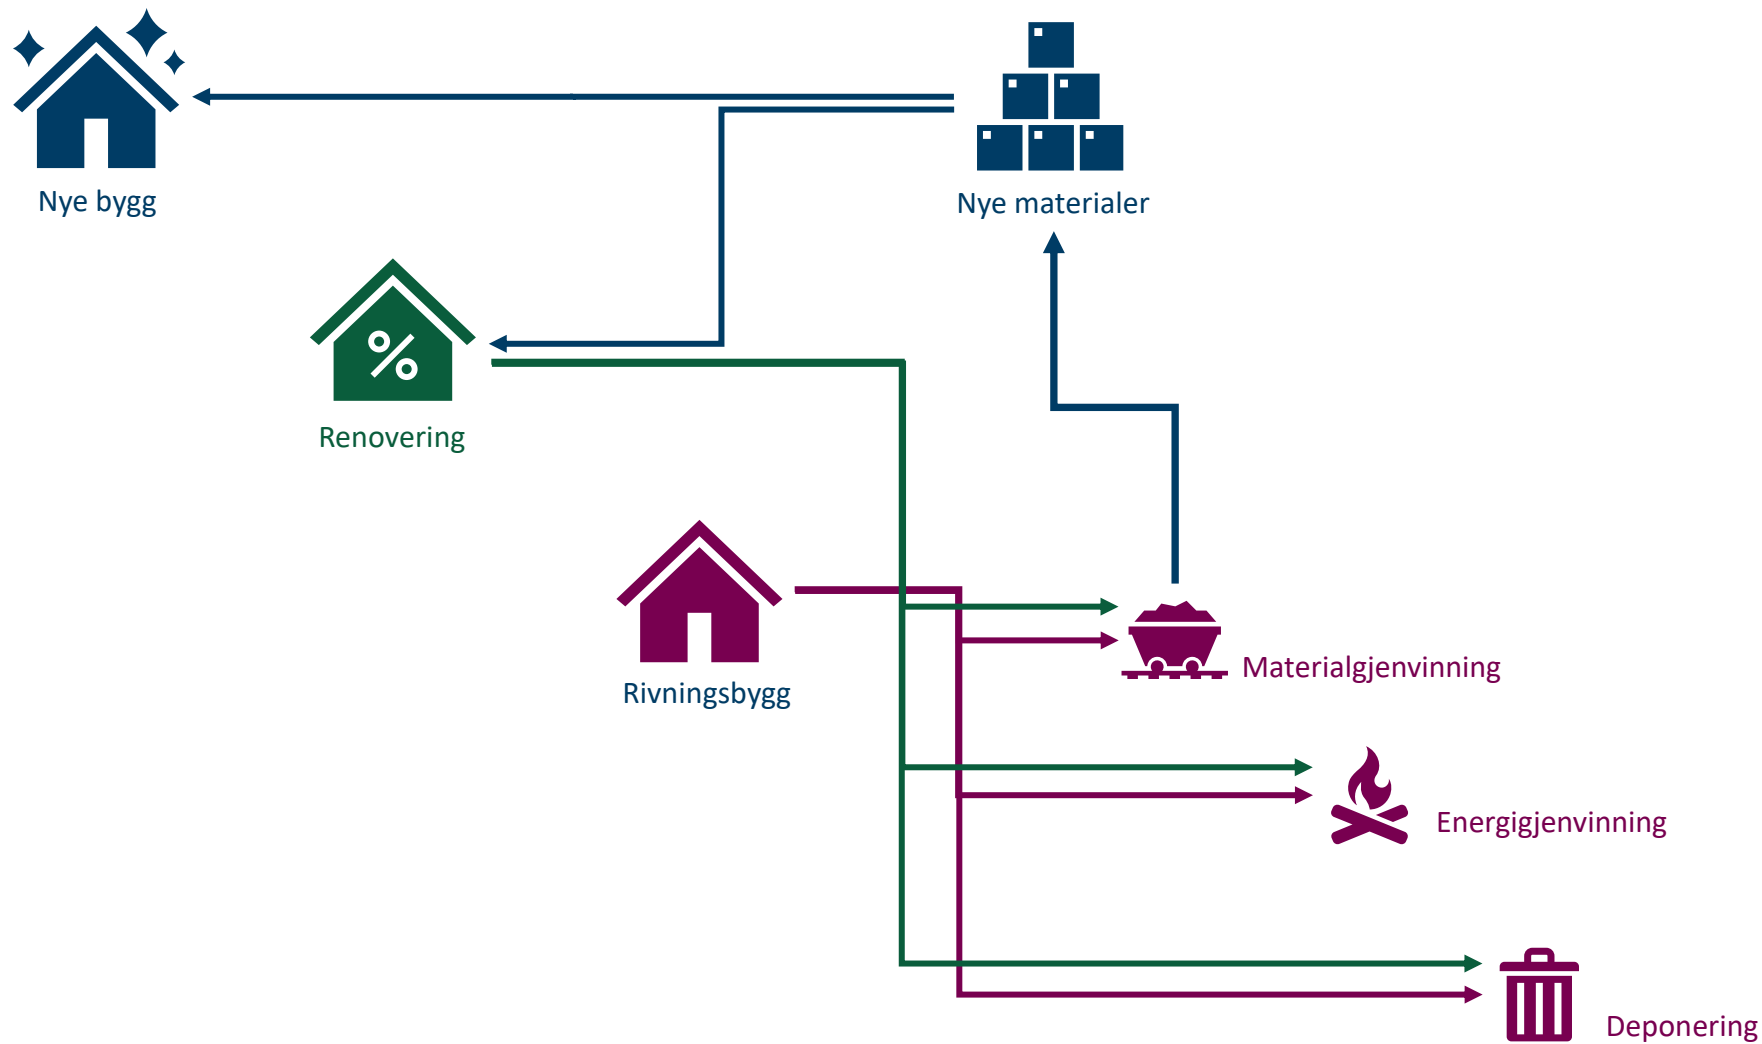 Nye bygg
Nye materialer
%
Renovering
Rivningsbygg
Materialgjenvinning
Energigjenvinning
Deponering